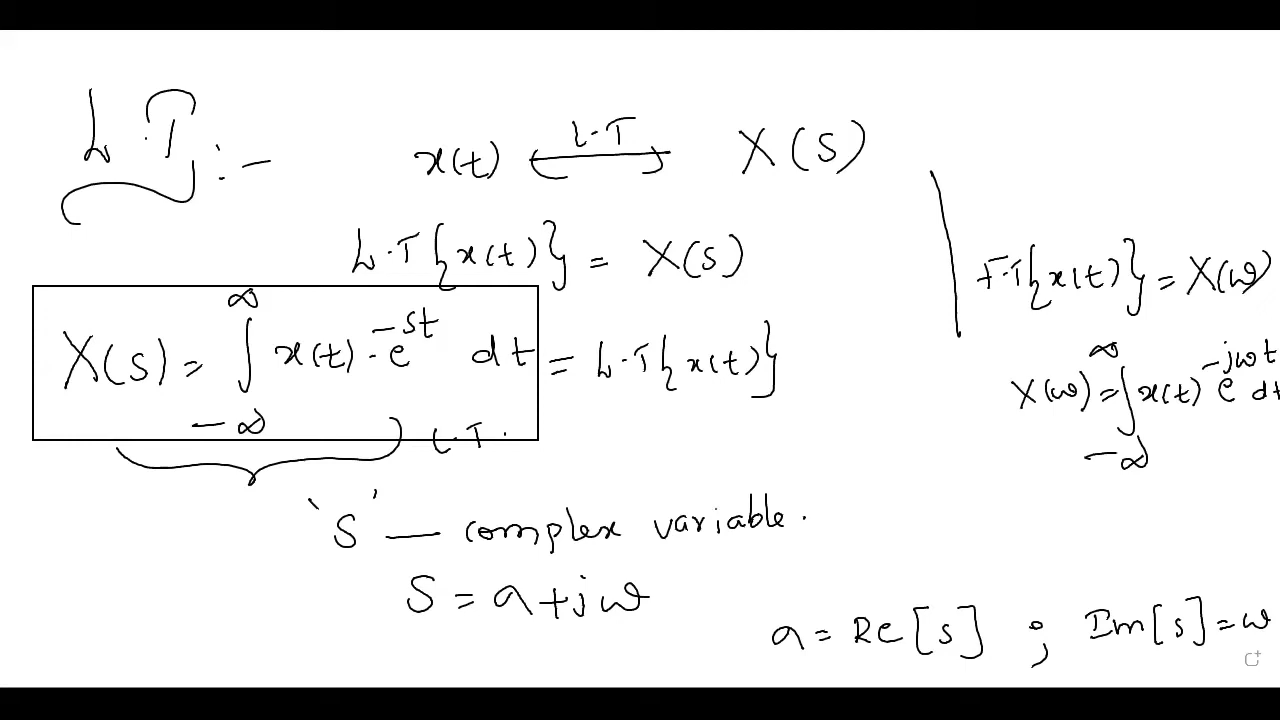 L.T :-
x(t) ⟷ L.T X(s)
L.T{x(t)} = X(s)
X(s) = ∫_{-∞}^{∞} x(t) · e^{-st} dt = L.T{x(t)}
L.T.
'S' — complex variable.
S = a + jω
a = Re[s] ; Im[s] = ω
F.T{x(t)} = X(ω)
X(ω) = ∫_{-∞}^{∞} x(t) e^{-jωt} dt